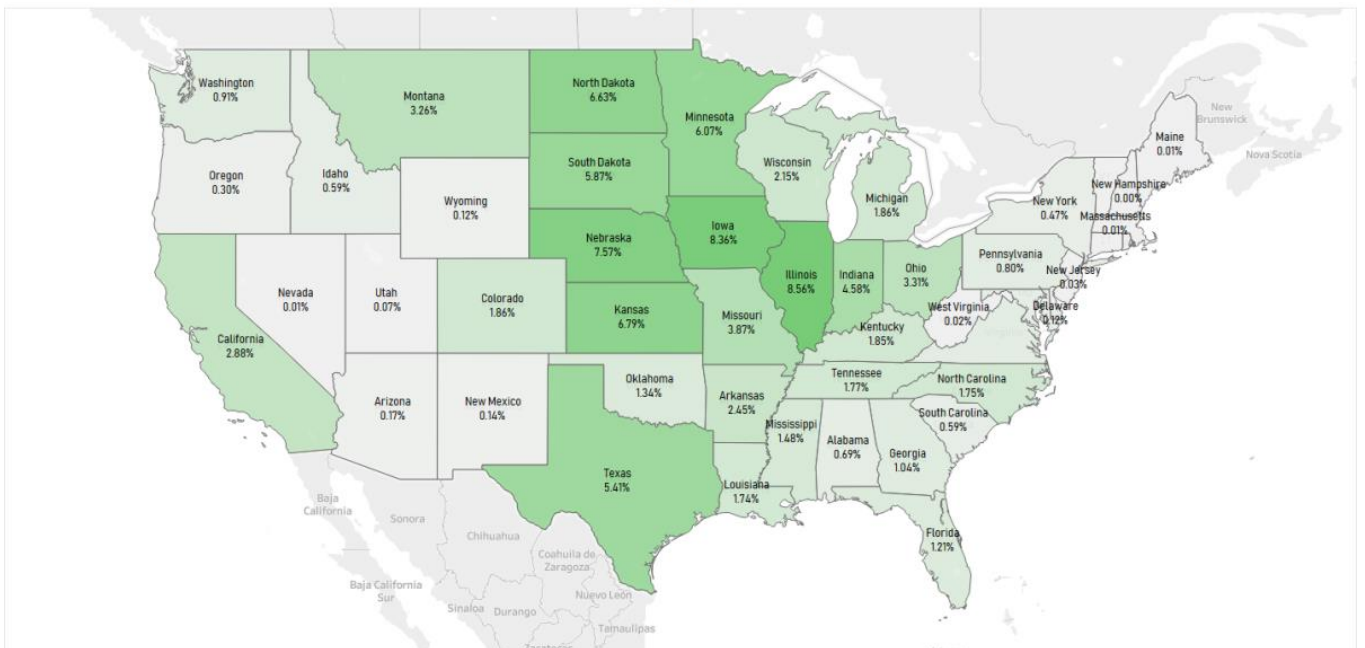 Washington
0.91%
Montana
3.26%
North Dakota
6.63%
Minnesota
6.07%
Maine
0.01%
New
Brunswick
Nova Scotia
Oregon
0.30%
Idaho
0.59%
Wyoming
0.12%
South Dakota
5.87%
Wisconsin
2.15%
Michigan
1.86%
New Hampshire
0.00%
New York
0.47%
Massachusetts
0.01%
Iowa
8.36%
Nebraska
7.57%
Pennsylvania
0.80%
New Jersey
0.03%
Nevada
0.01%
Utah
0.07%
Colorado
1.86%
Kansas
6.79%
Missouri
3.87%
Illinois
8.56%
Indiana
4.58%
Ohio
3.31%
West Virginia
0.02%
Delaware
0.12%
California
2.88%
Kentucky
1.85%
Tennessee
1.77%
North Carolina
1.75%
Arizona
0.17%
New Mexico
0.14%
Oklahoma
1.34%
Arkansas
2.45%
Mississippi
1.48%
Alabama
0.69%
Georgia
1.04%
South Carolina
0.59%
Texas
5.41%
Louisiana
1.74%
Florida
1.21%
Baja
California
Sonora
Chihuahua
Coahuila de
Zaragoza
Baja California
Sur
Sinaloa
Durango
Nuevo León
Tamaulipas